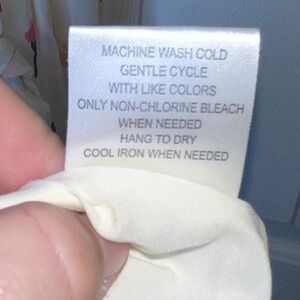 MACHINE WASH COLD
GENTLE CYCLE
WITH LIKE COLORS
ONLY NON-CHLORINE BLEACH
WHEN NEEDED
HANG TO DRY
COOL IRON WHEN NEEDED